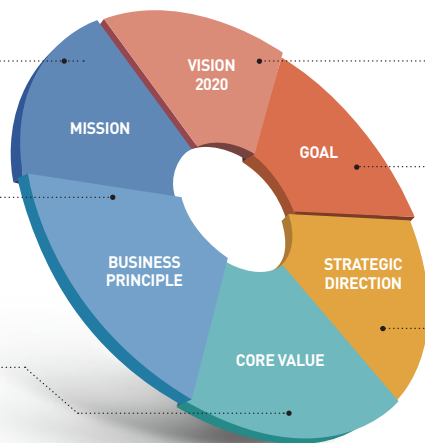 VISION
2020
MISSION
GOAL
BUSINESS
PRINCIPLE
STRATEGIC
DIRECTION
CORE VALUE